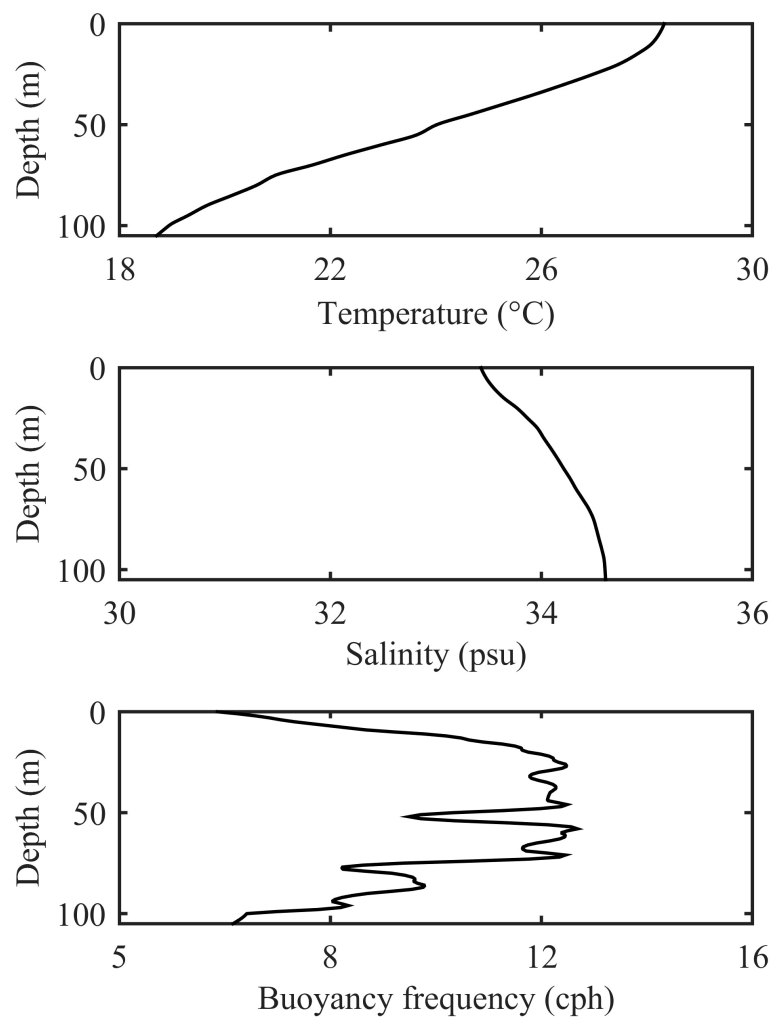 0
50
100
Depth (m)
18 22 26 30
Temperature (°C)
0
50
100
Depth (m)
30 32 34 36
Salinity (psu)
0
50
100
Depth (m)
5 8 12 16
Buoyancy frequency (cph)